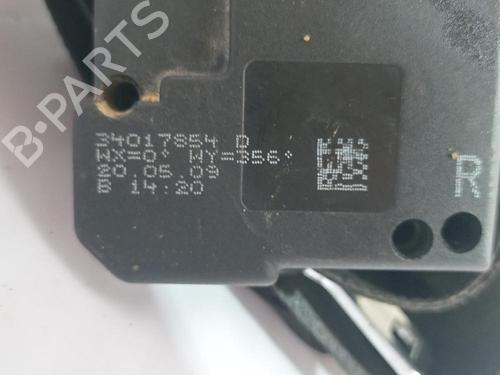 B-PARTS
34017854 D
WX=0° WY=356°
20.05.09
B 14:20
R